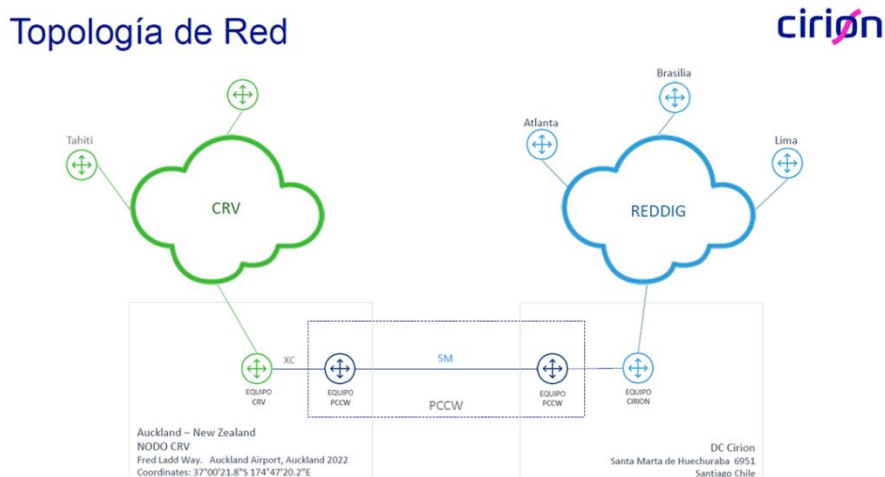 Topología de Red
cirion
Brasilia
Atlanta
Lima
Tahiti
CRV
REDDIG
XC
5M
EQUIPO
CRV
EQUIPO
PCCW
PCCW
EQUIPO
PCCW
EQUIPO
CIRION
Auckland – New Zealand
NODO CRV
Fred Ladd Way. Auckland Airport, Auckland 2022
Coordinates: 37°00'21.8"S 174°47'20.2"E
DC Cirion
Santa Marta de Huechuraba 6951
Santiago Chile